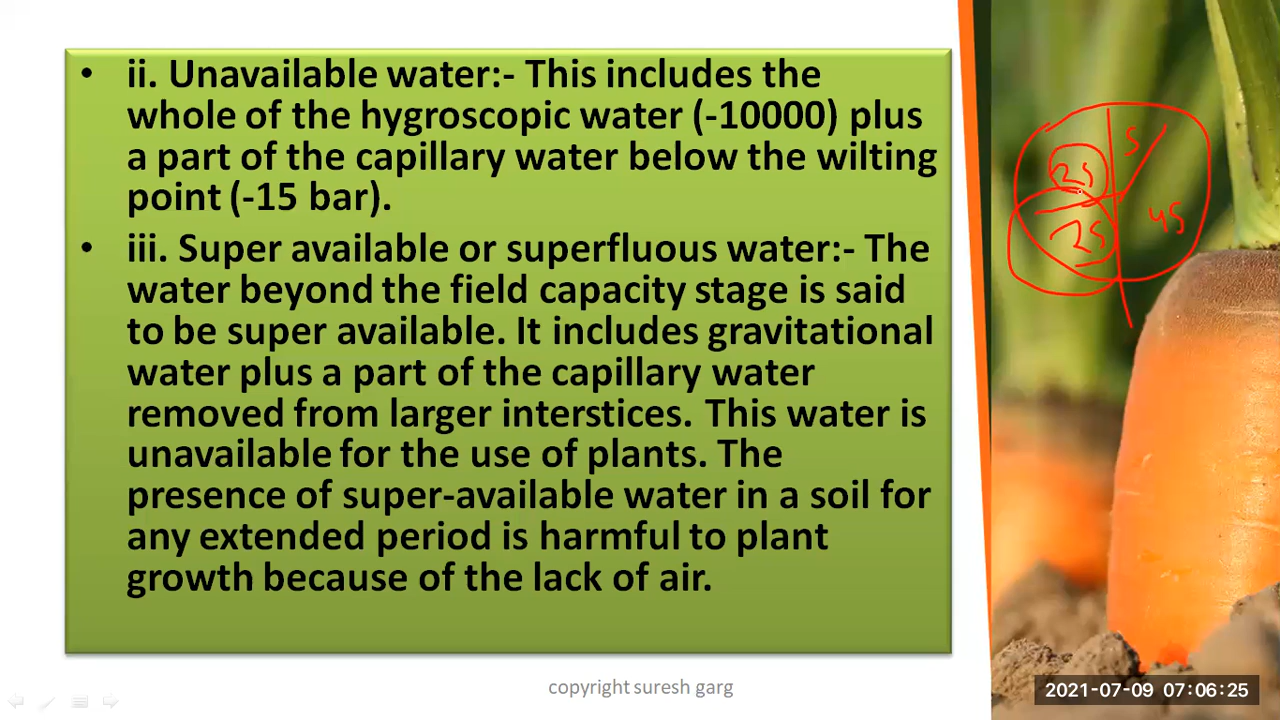 • ii. Unavailable water:- This includes the
whole of the hygroscopic water (-10000) plus
a part of the capillary water below the wilting
point (-15 bar).
• iii. Super available or superfluous water:- The
water beyond the field capacity stage is said
to be super available. It includes gravitational
water plus a part of the capillary water
removed from larger interstices. This water is
unavailable for the use of plants. The
presence of super-available water in a soil for
any extended period is harmful to plant
growth because of the lack of air.
5
25
45
25
copyright suresh garg
2021-07-09 07:06:25